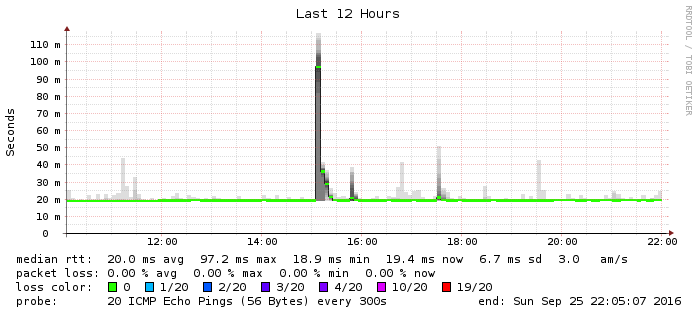 Last 12 Hours
RRDTOOL / TOBI OETIKER
Seconds
110 m
100 m
90 m
80 m
70 m
60 m
50 m
40 m
30 m
20 m
10 m
0
12:00 14:00 16:00 18:00 20:00 22:00
median rtt: 20.0 ms avg 97.2 ms max 18.9 ms min 19.4 ms now 6.7 ms sd 3.0 am/s
packet loss: 0.00 % avg 0.00 % max 0.00 % min 0.00 % now
loss color: 0 1/20 2/20 3/20 4/20 10/20 19/20
probe: 20 ICMP Echo Pings (56 Bytes) every 300s end: Sun Sep 25 22:05:07 2016